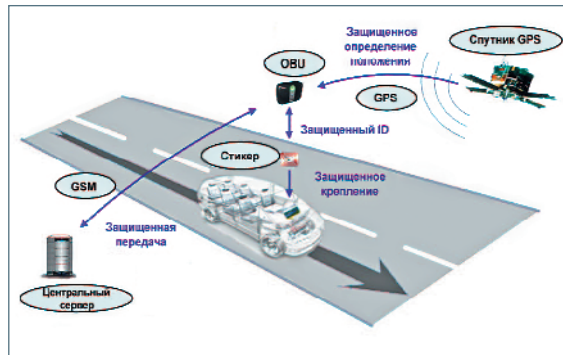 Защищенное
определение
положения
Спутник GPS
OBU
GPS
Защищенный ID
Стикер
Защищенное
крепление
GSM
Защищенная
передача
Центральный
сервер